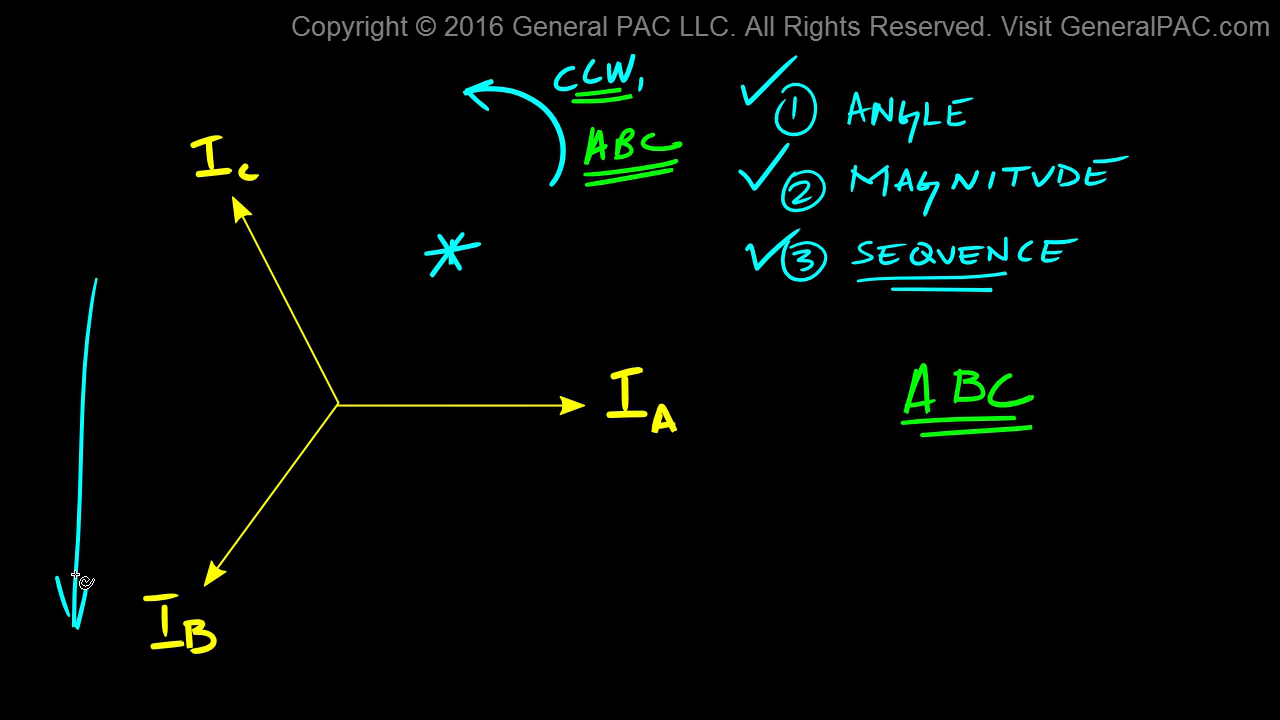 Copyright © 2016 General PAC LLC. All Rights Reserved. Visit GeneralPAC.com
CCW,
ABC
1 ANGLE
2 MAGNITUDE
3 SEQUENCE
Ic
IA
ABC
IB